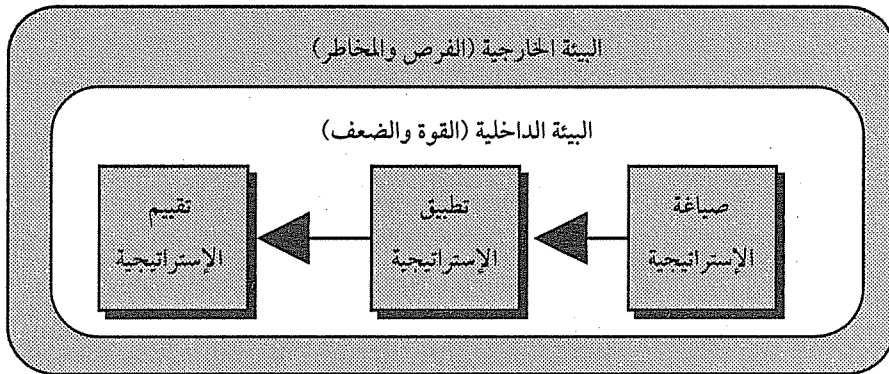 البيئة الخارجية (الفرص والمخاطر)
البيئة الداخلية (القوة والضعف)
صياغة
الإستراتيجية
تطبيق
الإستراتيجية
تقييم
الإستراتيجية